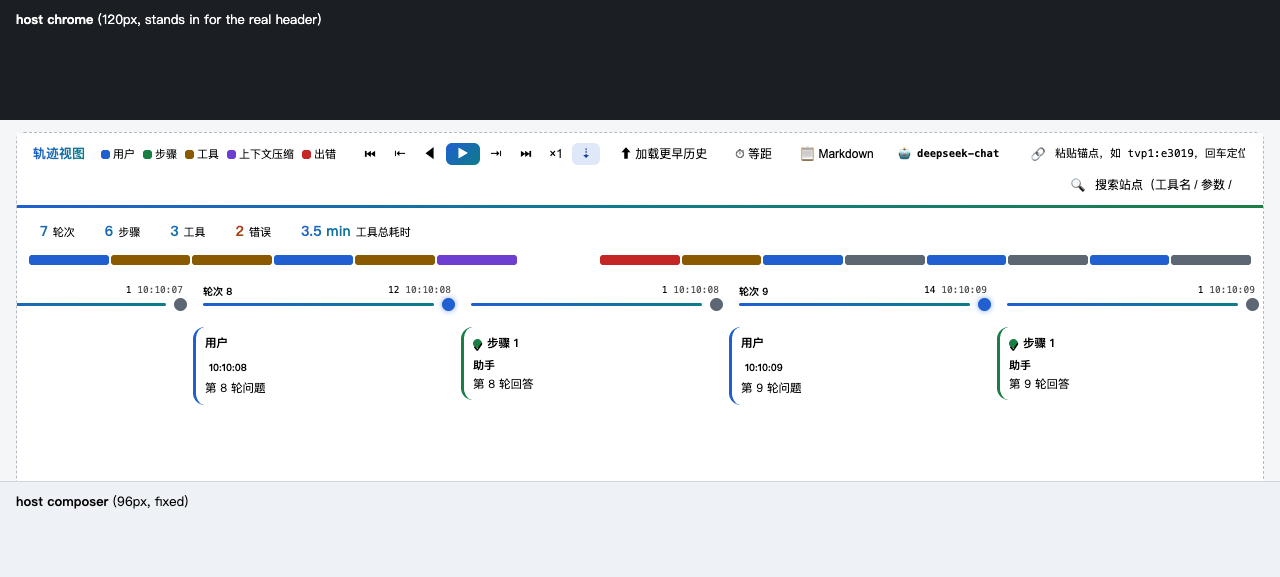 host chrome (120px, stands in for the real header)
轨迹视图 用户 步骤 工具 上下文压缩 出错 ×1 加载更早历史 等距 Markdown deepseek-chat 粘贴锚点，如 tvp1:e3019，回车定位
搜索站点（工具名 / 参数 /
7 轮次 6 步骤 3 工具 2 错误 3.5 min 工具总耗时
1 10:10:07 轮次 8 12 10:10:08 1 10:10:08 轮次 9 14 10:10:09 1 10:10:09
用户
10:10:08
第 8 轮问题
步骤 1
助手
第 8 轮回答
用户
10:10:09
第 9 轮问题
步骤 1
助手
第 9 轮回答
host composer (96px, fixed)